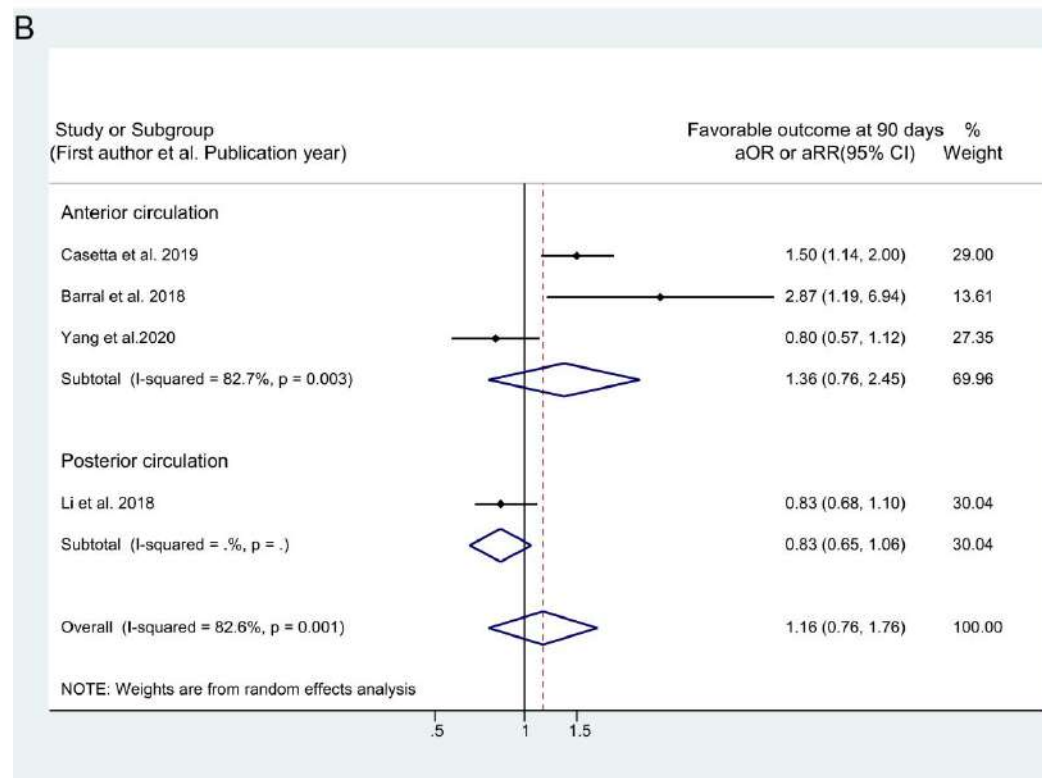 B
Study or Subgroup Favorable outcome at 90 days %
(First author et al. Publication year) aOR or aRR(95% CI) Weight
Anterior circulation
Casetta et al. 2019 1.50 (1.14, 2.00) 29.00
Barral et al. 2018 2.87 (1.19, 6.94) 13.61
Yang et al.2020 0.80 (0.57, 1.12) 27.35
Subtotal (I-squared = 82.7%, p = 0.003) 1.36 (0.76, 2.45) 69.96
Posterior circulation
Li et al. 2018 0.83 (0.68, 1.10) 30.04
Subtotal (I-squared = .%, p = .) 0.83 (0.65, 1.06) 30.04
Overall (I-squared = 82.6%, p = 0.001) 1.16 (0.76, 1.76) 100.00
NOTE: Weights are from random effects analysis
.5 1 1.5